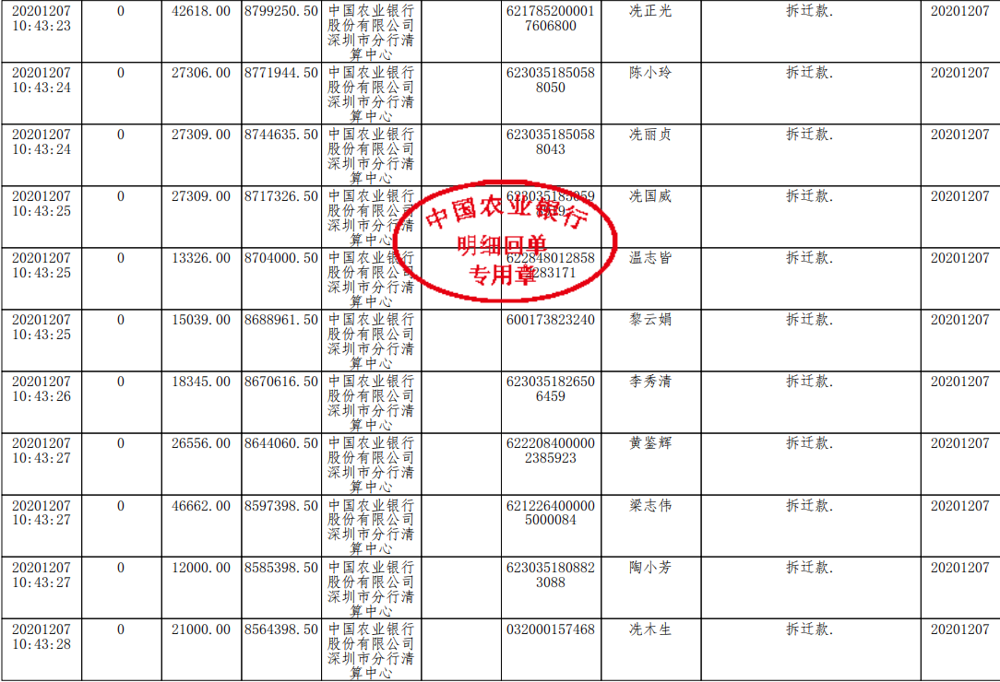 20201207
10:43:23
0
42618.00
8799250.50
中国农业银行
股份有限公司
深圳市分行清
算中心
621785200001
7606800
冼正光
拆迁款.
20201207
20201207
10:43:24
0
27306.00
8771944.50
中国农业银行
股份有限公司
深圳市分行清
算中心
623035185058
8050
陈小玲
拆迁款.
20201207
20201207
10:43:24
0
27309.00
8744635.50
中国农业银行
股份有限公司
深圳市分行清
算中心
623035185058
8043
冼丽贞
拆迁款.
20201207
20201207
10:43:25
0
27309.00
8717326.50
中国农业银行
股份有限公司
深圳市分行清
算中心
623035185059
冼国威
拆迁款.
20201207
中国农业银行
明细回单
专用章
20201207
10:43:25
0
13326.00
8704000.50
中国农业银行
股份有限公司
深圳市分行清
算中心
622848012858
温志皆
拆迁款.
20201207
20201207
10:43:25
0
15039.00
8688961.50
中国农业银行
股份有限公司
深圳市分行清
算中心
600173823240
黎云娟
拆迁款.
20201207
20201207
10:43:26
0
18345.00
8670616.50
中国农业银行
股份有限公司
深圳市分行清
算中心
623035182650
6459
李秀清
拆迁款.
20201207
20201207
10:43:27
0
26556.00
8644060.50
中国农业银行
股份有限公司
深圳市分行清
算中心
622208400000
2385923
黄鉴辉
拆迁款.
20201207
20201207
10:43:27
0
46662.00
8597398.50
中国农业银行
股份有限公司
深圳市分行清
算中心
621226400000
5000084
梁志伟
拆迁款.
20201207
20201207
10:43:27
0
12000.00
8585398.50
中国农业银行
股份有限公司
深圳市分行清
算中心
623035180882
3088
陶小芳
拆迁款.
20201207
20201207
10:43:28
0
21000.00
8564398.50
中国农业银行
股份有限公司
深圳市分行清
算中心
032000157468
冼木生
拆迁款.
20201207